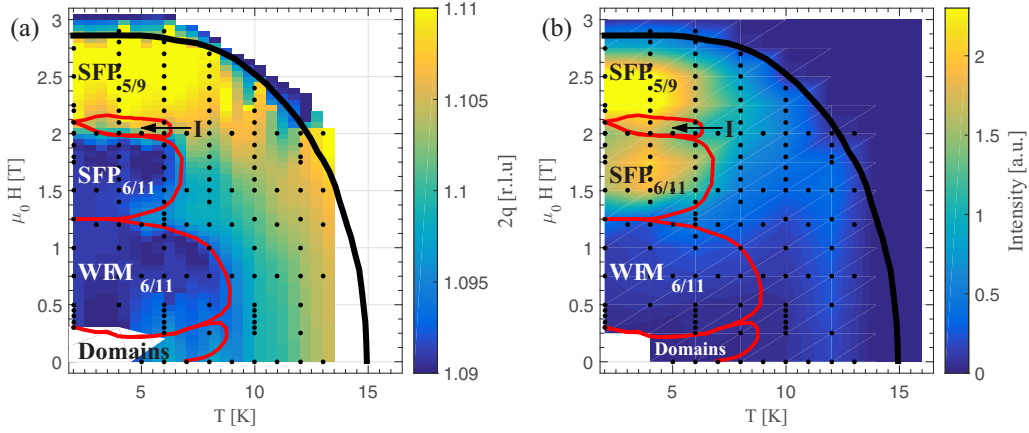 (a)
μ₀ H [T]
3
2.5
2
1.5
1
0.5
0
SFP₅/₉
I
SFP₆/₁₁
WFM₆/₁₁
Domains
5
10
15
T [K]
1.11
1.105
1.1
1.095
1.09
2q [r.l.u]
(b)
μ₀ H [T]
3
2.5
2
1.5
1
0.5
0
SFP₅/₉
I
SFP₆/₁₁
WFM₆/₁₁
Domains
5
10
15
T [K]
2
1.5
1
0.5
0
Intensity [a.u.]